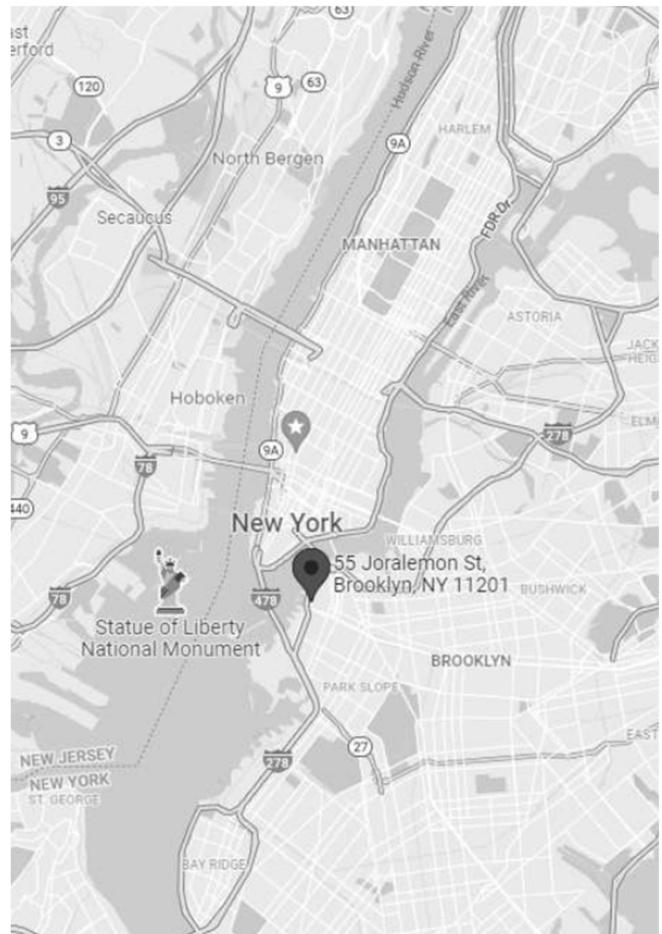 63
ast
erford
120
9
63
Hudson River
3
9A
HARLEM
North Bergen
95
Secaucus
FDR Dr
MANHATTAN
East River
ASTORIA
JACK
HEIG
Hoboken
9
ELM
278
9A
78
440
New York
WILLIAMSBURG
55 Joralemon St,
Brooklyn, NY 11201
BUSHWICK
78
478
Statue of Liberty
National Monument
BROOKLYN
PARK SLOPE
27
EAST
278
NEW JERSEY
NEW YORK
ST. GEORGE
BAY RIDGE